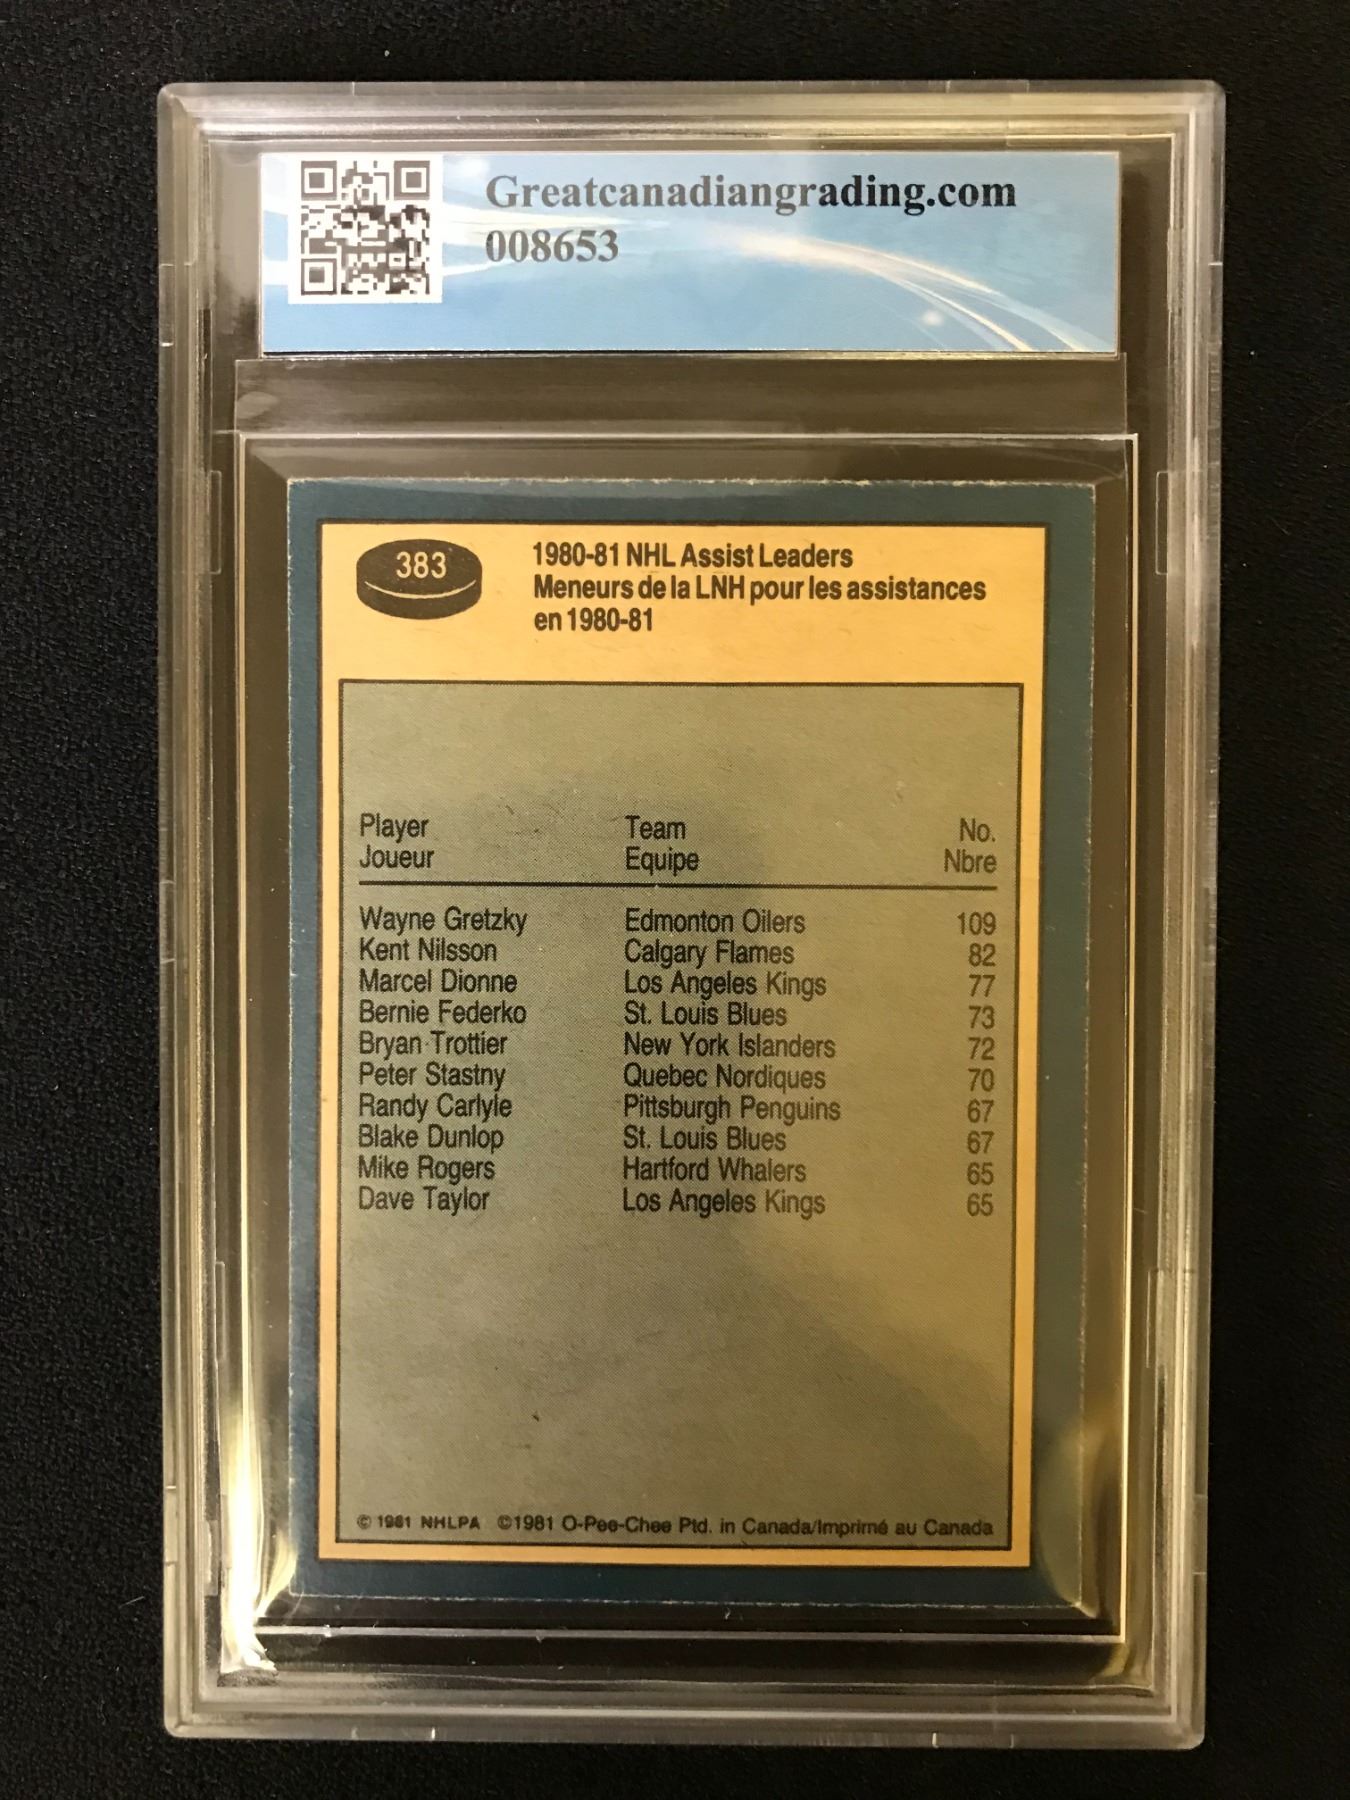 Greatcanadiangrading.com
008653
383
1980-81 NHL Assist Leaders
Meneurs de la LNH pour les assistances
en 1980-81
Player Team No.
Joueur Equipe Nbre
Wayne Gretzky Edmonton Oilers 109
Kent Nilsson Calgary Flames 82
Marcel Dionne Los Angeles Kings 77
Bernie Federko St. Louis Blues 73
Bryan Trottier New York Islanders 72
Peter Stastny Quebec Nordiques 70
Randy Carlyle Pittsburgh Penguins 67
Blake Dunlop St. Louis Blues 67
Mike Rogers Hartford Whalers 65
Dave Taylor Los Angeles Kings 65
© 1981 NHLPA ©1981 O-Pee-Chee Ptd. in Canada/Imprimé au Canada